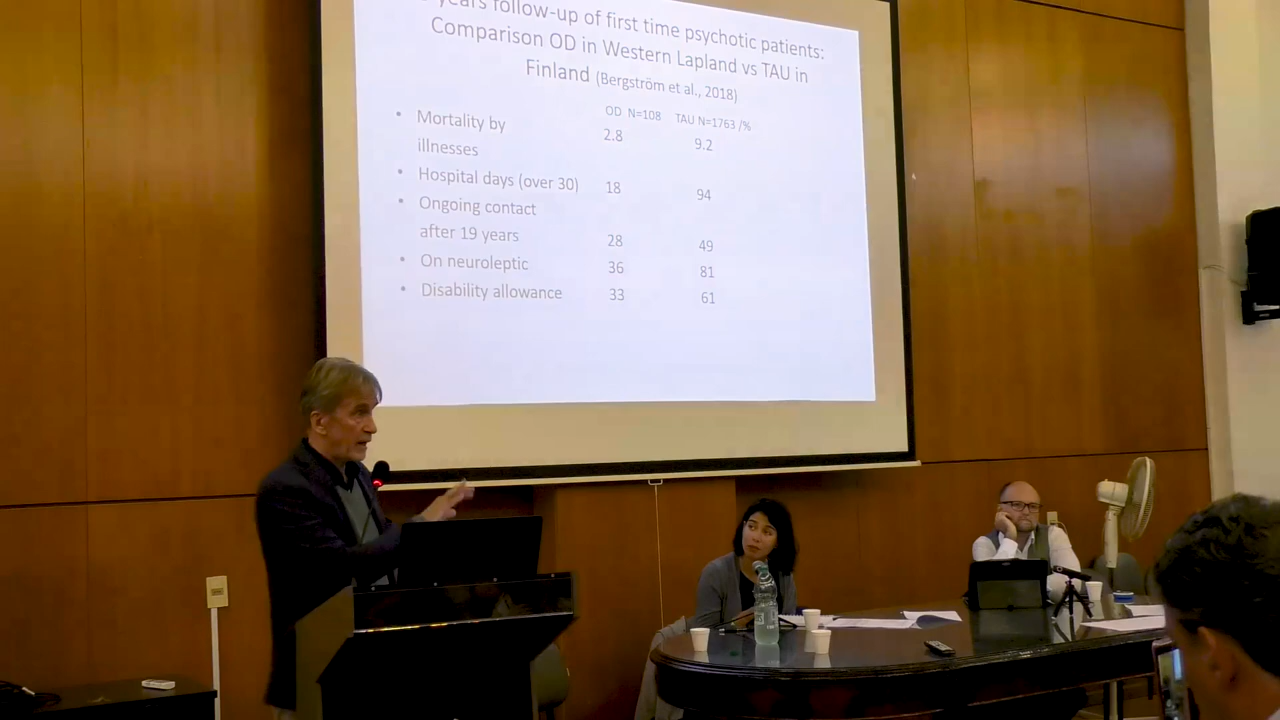 years follow-up of first time psychotic patients:
Comparison OD in Western Lapland vs TAU in
Finland (Bergström et al., 2018)
OD N=108 TAU N=1763 /%
• Mortality by
illnesses 2.8 9.2
• Hospital days (over 30) 18 94
• Ongoing contact
after 19 years 28 49
• On neuroleptic 36 81
• Disability allowance 33 61